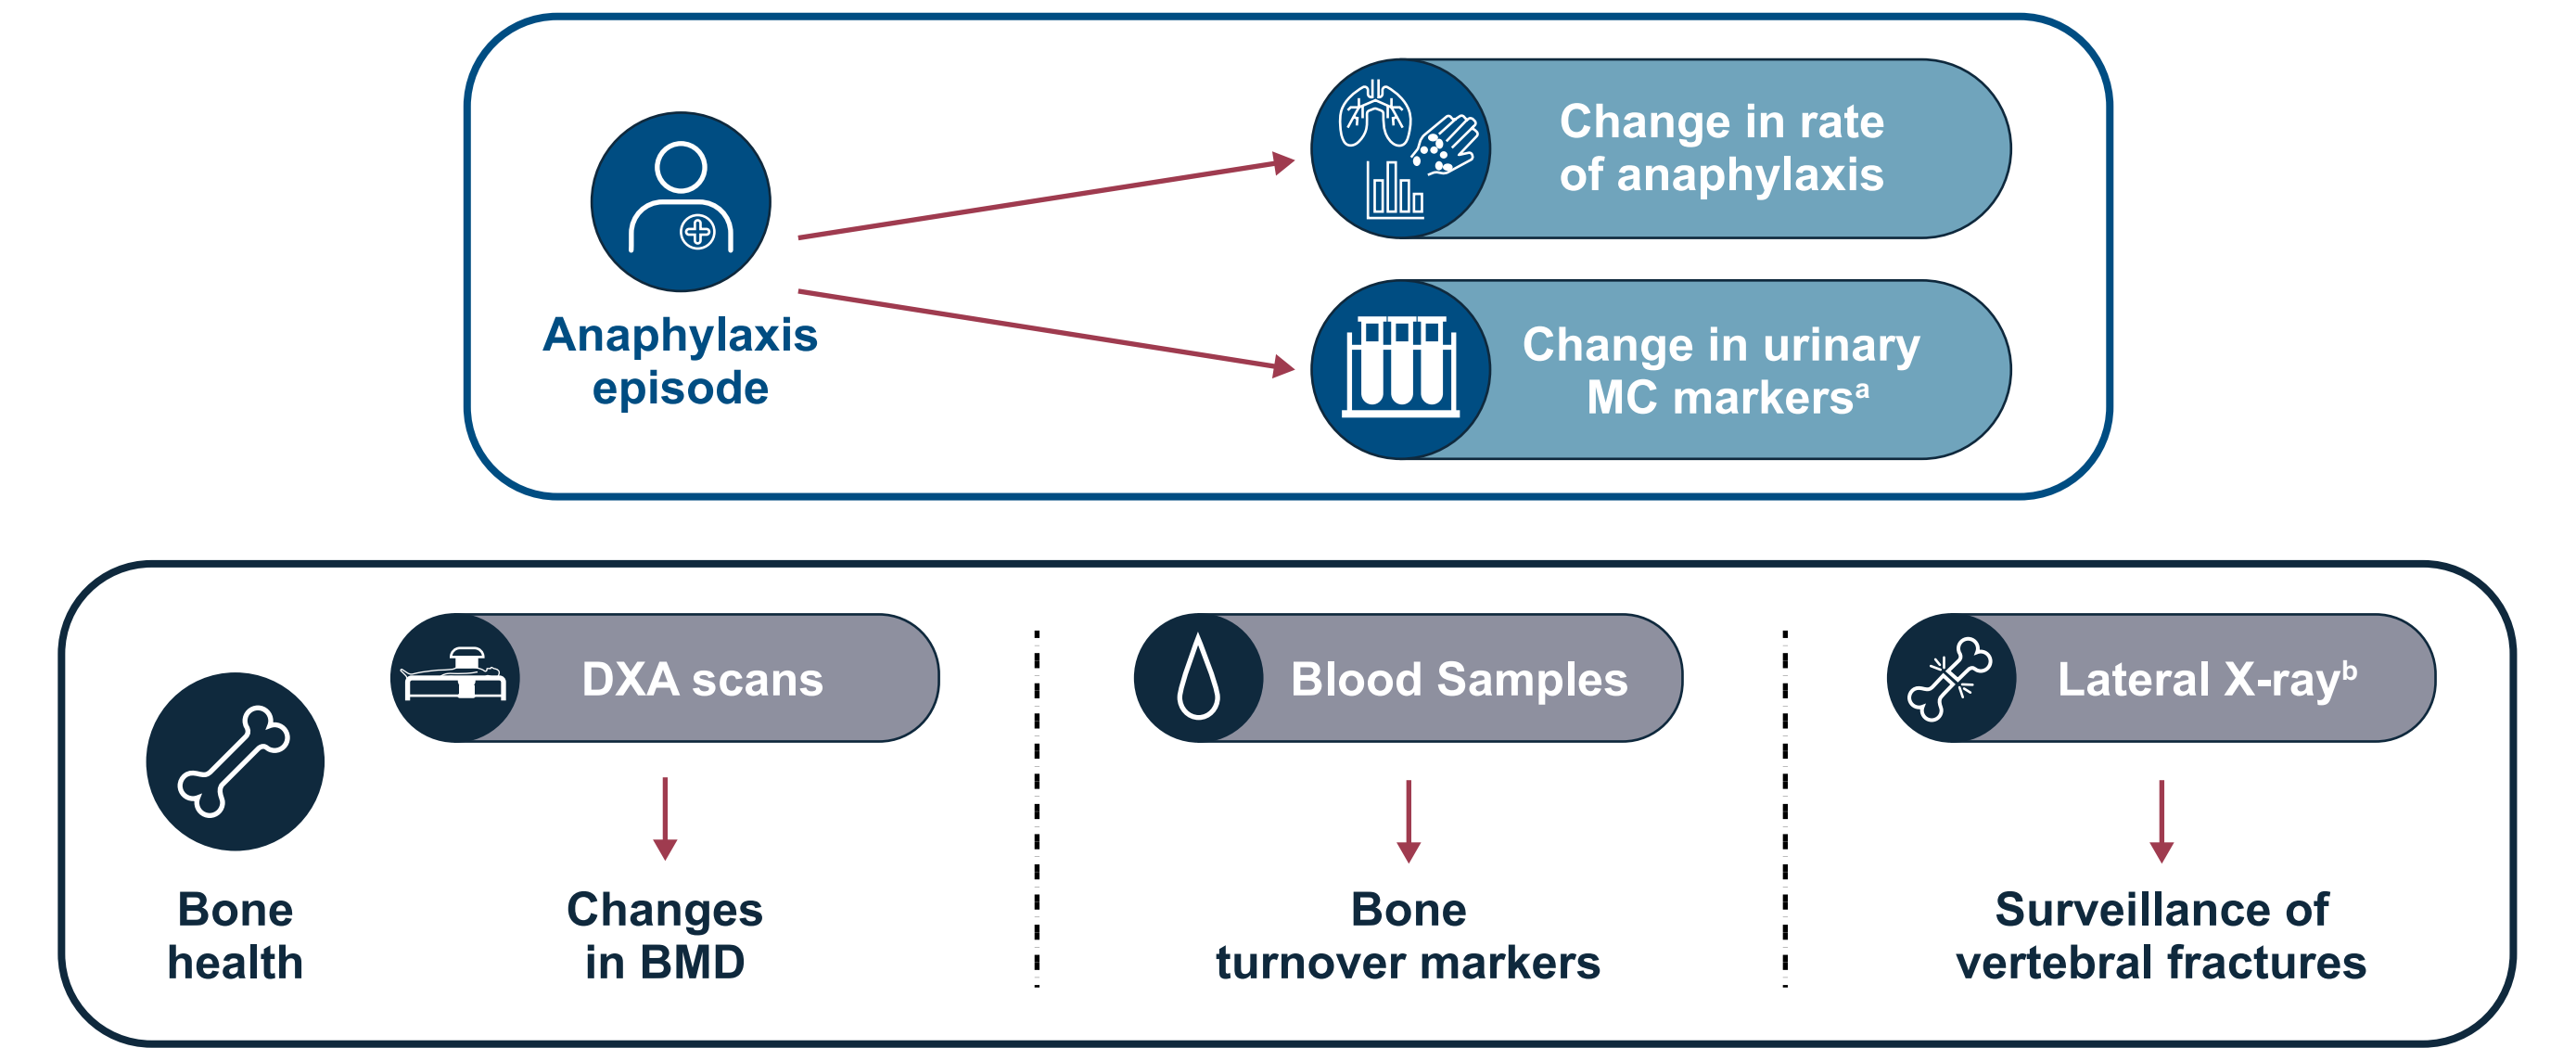 Anaphylaxis
episode
Change in rate
of anaphylaxis
Change in urinary
MC markersᵃ
Bone
health
DXA scans
Changes
in BMD
Blood Samples
Bone
turnover markers
Lateral X-rayᵇ
Surveillance of
vertebral fractures